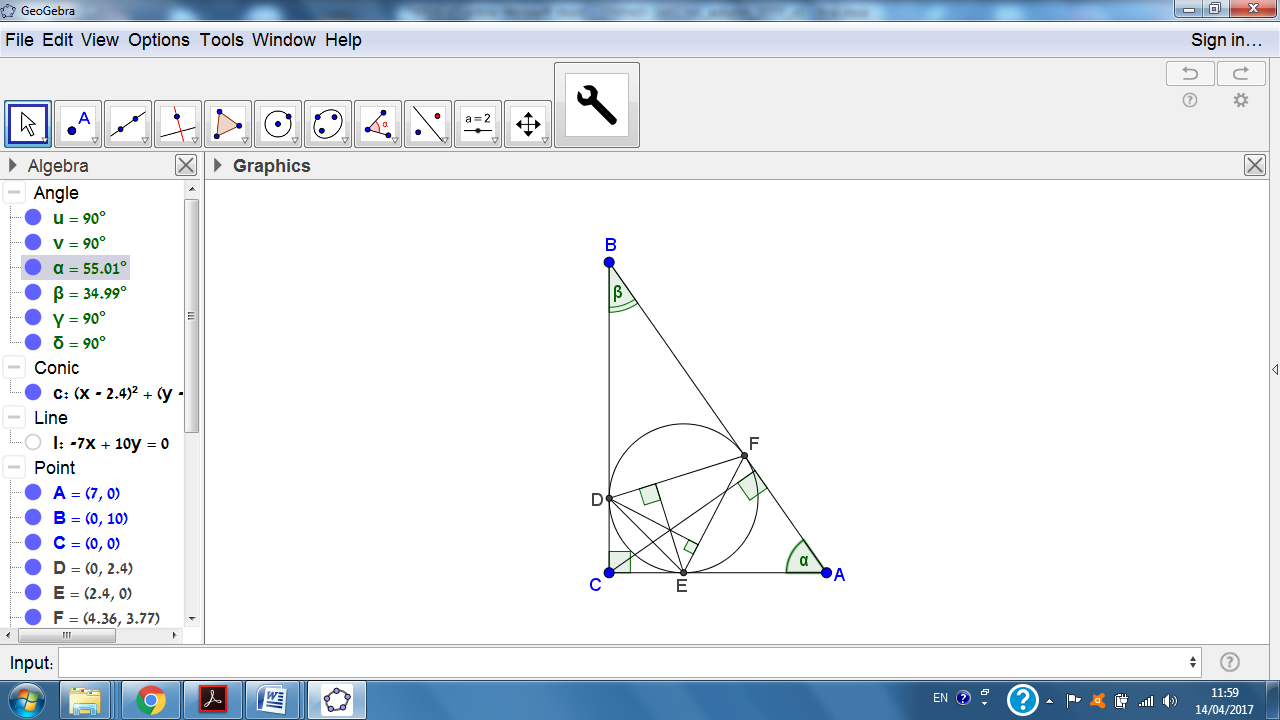 GeoGebra
File Edit View Options Tools Window Help
Sign in…
A
α
a = 2
Algebra
Graphics
Angle
u = 90°
v = 90°
α = 55.01°
β = 34.99°
γ = 90°
δ = 90°
Conic
c: (x - 2.4)² + (y -
Line
l: -7x + 10y = 0
Point
A = (7, 0)
B = (0, 10)
C = (0, 0)
D = (0, 2.4)
E = (2.4, 0)
F = (4.36, 3.77)
B
β
F
D
α
C
E
A
Input:
EN
11:59
14/04/2017